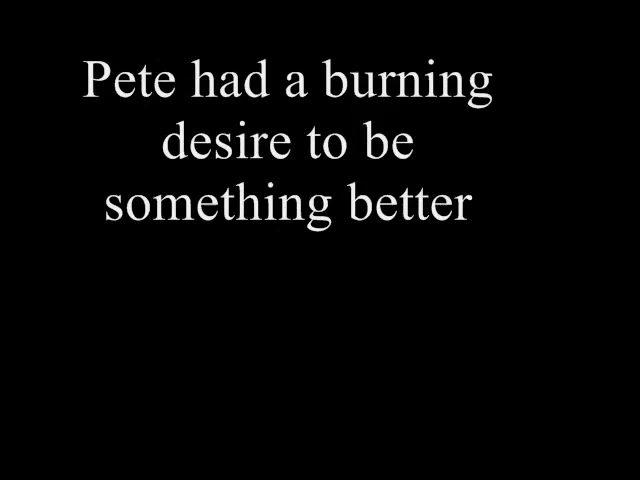 Pete had a burning
desire to be
something better